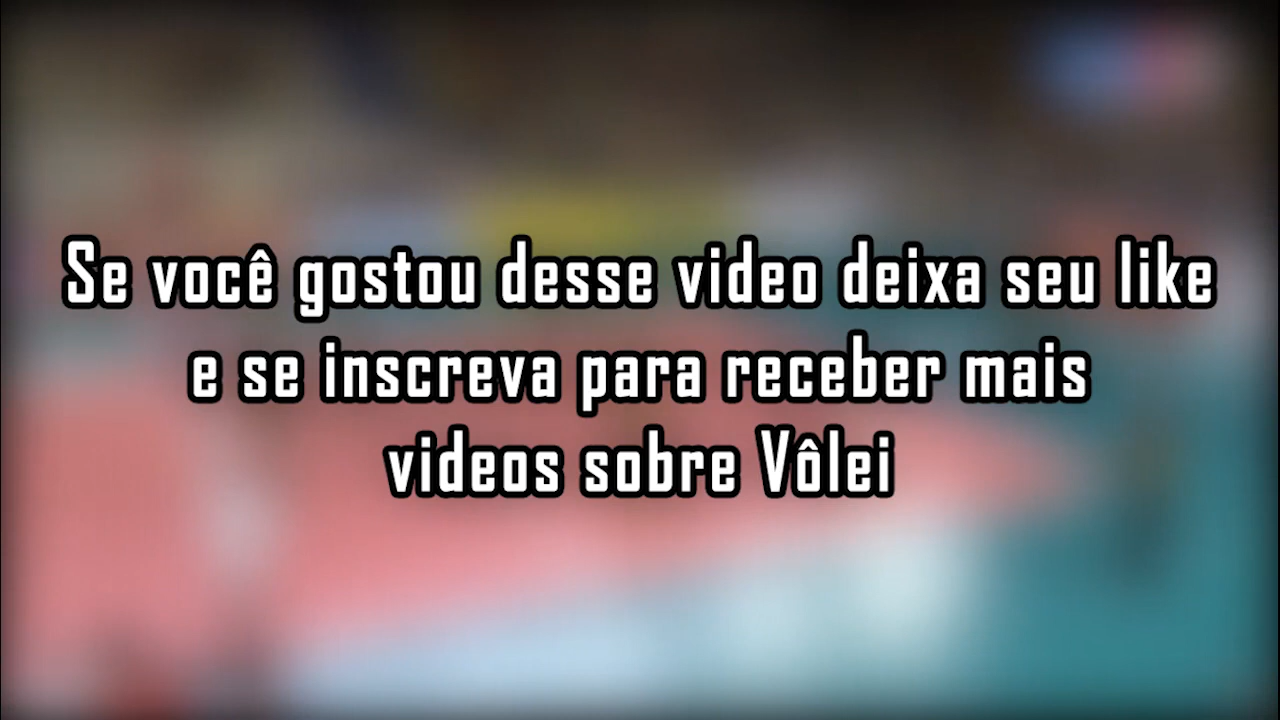 Se você gostou desse video deixa seu like
e se inscreva para receber mais
videos sobre Vôlei